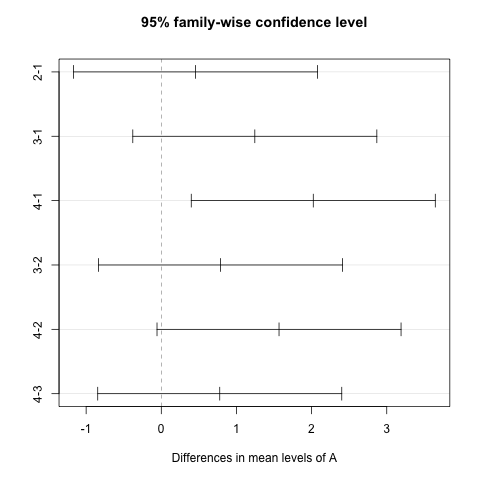 95% family-wise confidence level
2-1
3-1
4-1
3-2
4-2
4-3
-1 0 1 2 3
Differences in mean levels of A